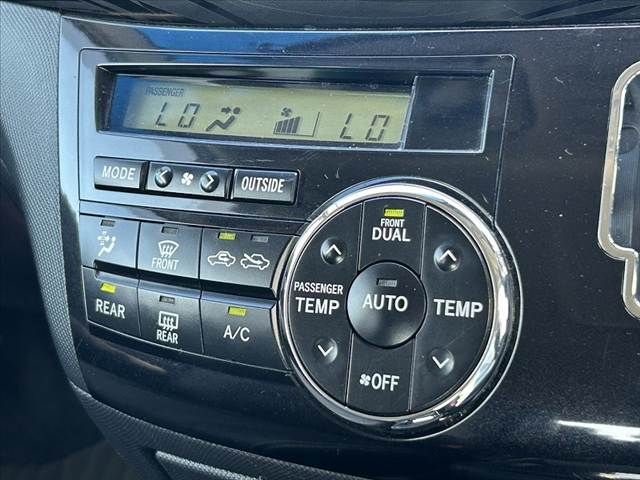 PASSENGER
LO LO
MODE OUTSIDE
FRONT
DUAL
FRONT
PASSENGER
TEMP AUTO TEMP
REAR REAR A/C
OFF